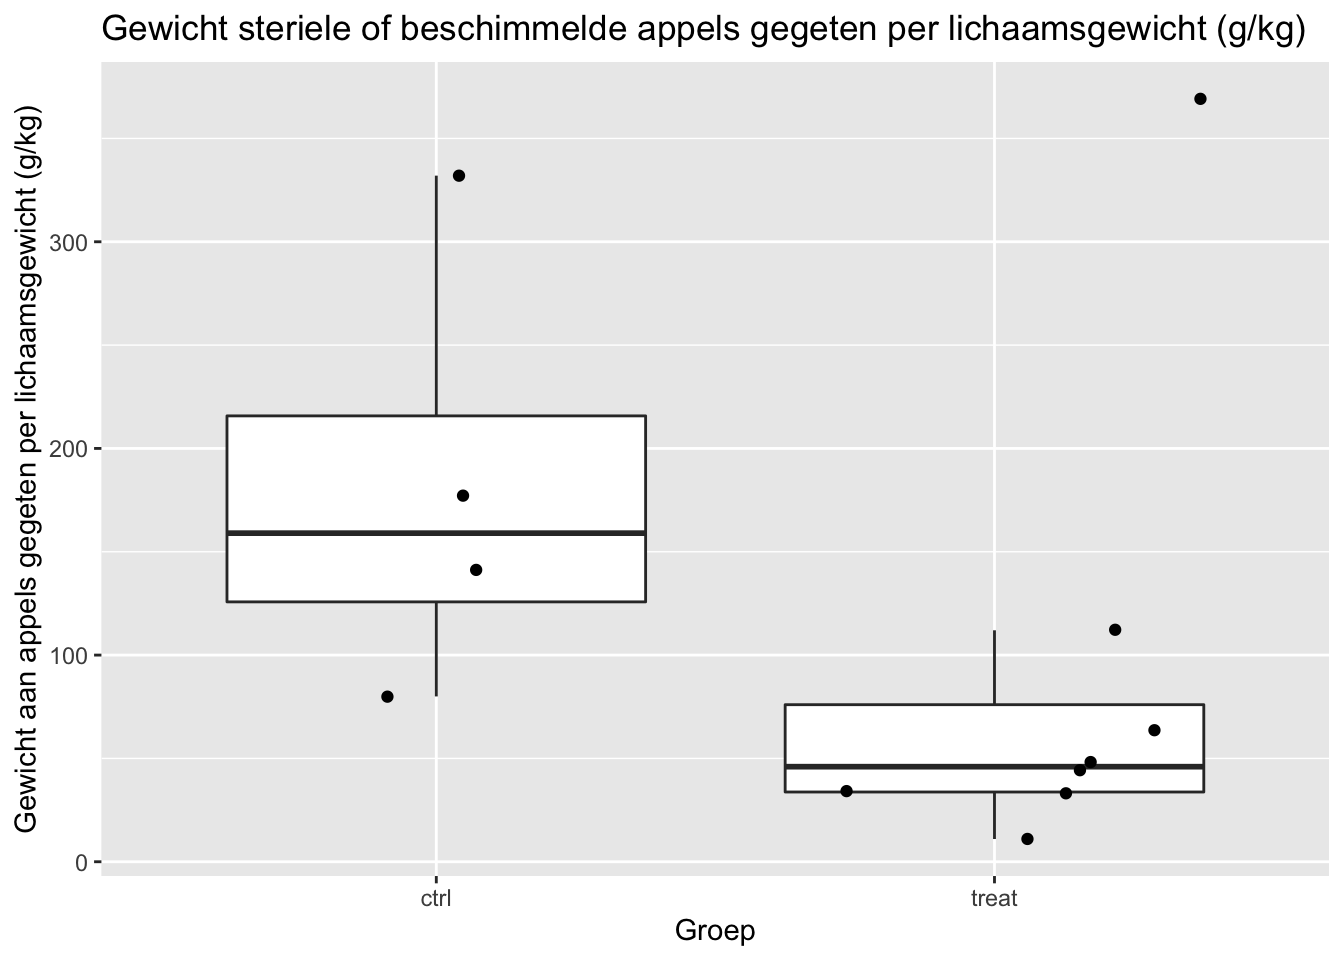 Gewicht steriele of beschimmelde appels gegeten per lichaamsgewicht (g/kg)
Gewicht aan appels gegeten per lichaamsgewicht (g/kg)
300
200
100
0
ctrl
treat
Groep